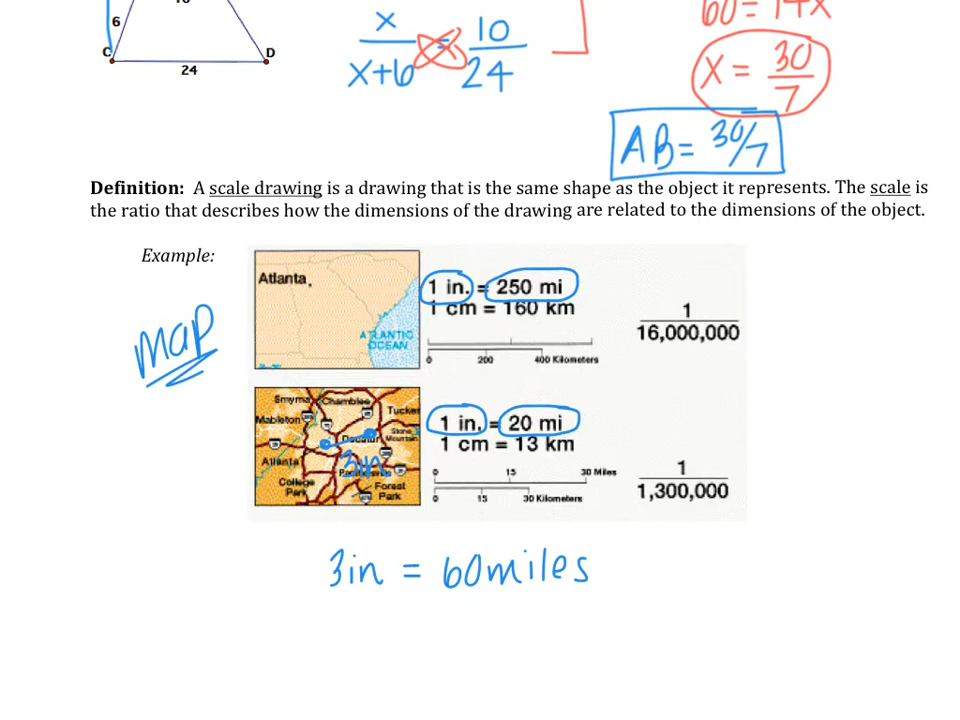 6
C
D
24
x
x+6
=
10
24
60 = 14x
x = 30
7
AB = 30/7
Definition: A scale drawing is a drawing that is the same shape as the object it represents. The scale is
the ratio that describes how the dimensions of the drawing are related to the dimensions of the object.
Example:
map
Atlanta
ATLANTIC
OCEAN
1 in. = 250 mi
1 cm = 160 km
0 200 400 Kilometers
1
16,000,000
Smyrna Chamblee
Tucker
Mableton
Stone
Mountain
Decatur
Atlanta
3in
College
Park
Forest
Park
1 in. = 20 mi
1 cm = 13 km
0 15 30 Miles
0 15 30 Kilometers
1
1,300,000
3in = 60miles